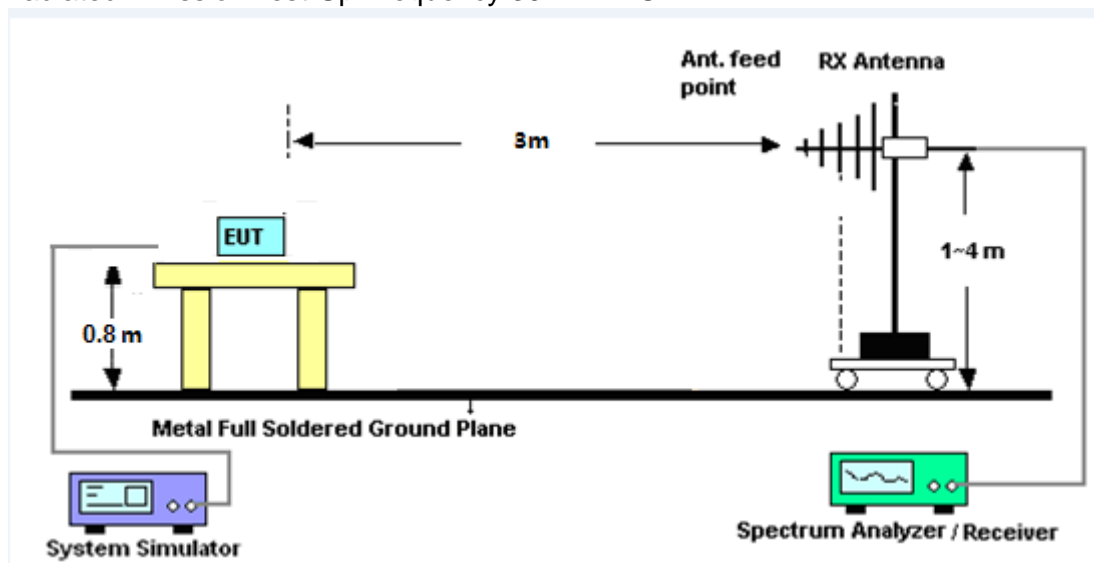 Ant. feed
point
RX Antenna
3m
EUT
1~4 m
0.8 m
Metal Full Soldered Ground Plane
System Simulator
Spectrum Analyzer / Receiver